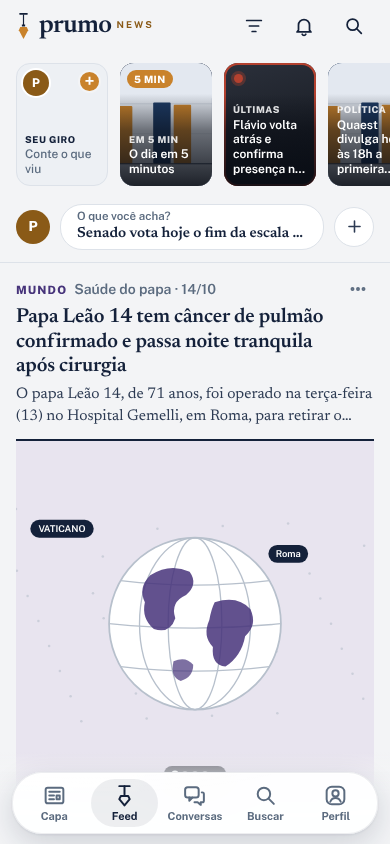 prumo NEWS
P
SEU GIRO
Conte o que
viu
5 MIN
EM 5 MIN
O dia em 5
minutos
ÚLTIMAS
Flávio volta
atrás e
confirma
presença n...
POLÍTICA
Quaest
divulga
às 18h a
primeira...
P
O que você acha?
Senado vota hoje o fim da escala ...
MUNDO Saúde do papa · 14/10
Papa Leão 14 tem câncer de pulmão
confirmado e passa noite tranquila
após cirurgia
O papa Leão 14, de 71 anos, foi operado na terça-feira
(13) no Hospital Gemelli, em Roma, para retirar o...
VATICANO
Roma
Capa
Feed
Conversas
Buscar
Perfil